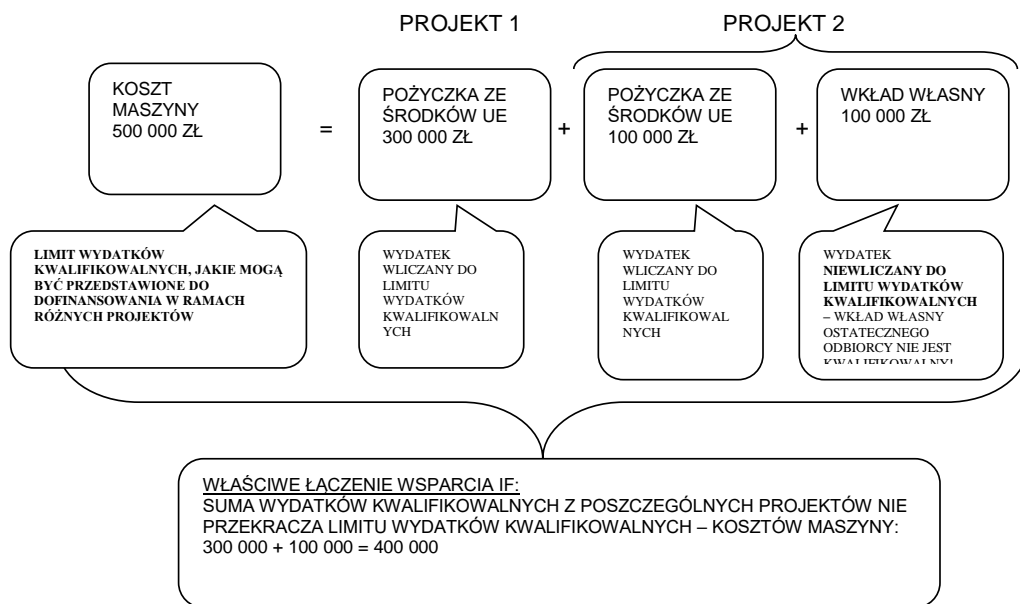 PROJEKT 1
PROJEKT 2
KOSZT
MASZYNY
500 000 ZŁ
=
POŻYCZKA ZE
ŚRODKÓW UE
300 000 ZŁ
+
POŻYCZKA ZE
ŚRODKÓW UE
100 000 ZŁ
+
WKŁAD WŁASNY
100 000 ZŁ
LIMIT WYDATKÓW
KWALIFIKOWALNYCH, JAKIE MOGĄ
BYĆ PRZEDSTAWIONE DO
DOFINANSOWANIA W RAMACH
RÓŻNYCH PROJEKTÓW
WYDATEK
WLICZANY DO
LIMITU
WYDATKÓW
KWALIFIKOWALN
YCH
WYDATEK
WLICZANY DO
LIMITU
WYDATKÓW
KWALIFIKOWAL
NYCH
WYDATEK
NIEWLICZANY DO
LIMITU WYDATKÓW
KWALIFIKOWALNYCH
– WKŁAD WŁASNY
OSTATECZNEGO
ODBIORCY NIE JEST
KWALIFIKOWALNY!
WŁAŚCIWE ŁĄCZENIE WSPARCIA IF:
SUMA WYDATKÓW KWALIFIKOWALNYCH Z POSZCZEGÓLNYCH PROJEKTÓW NIE
PRZEKRACZA LIMITU WYDATKÓW KWALIFIKOWALNYCH – KOSZTÓW MASZYNY:
300 000 + 100 000 = 400 000